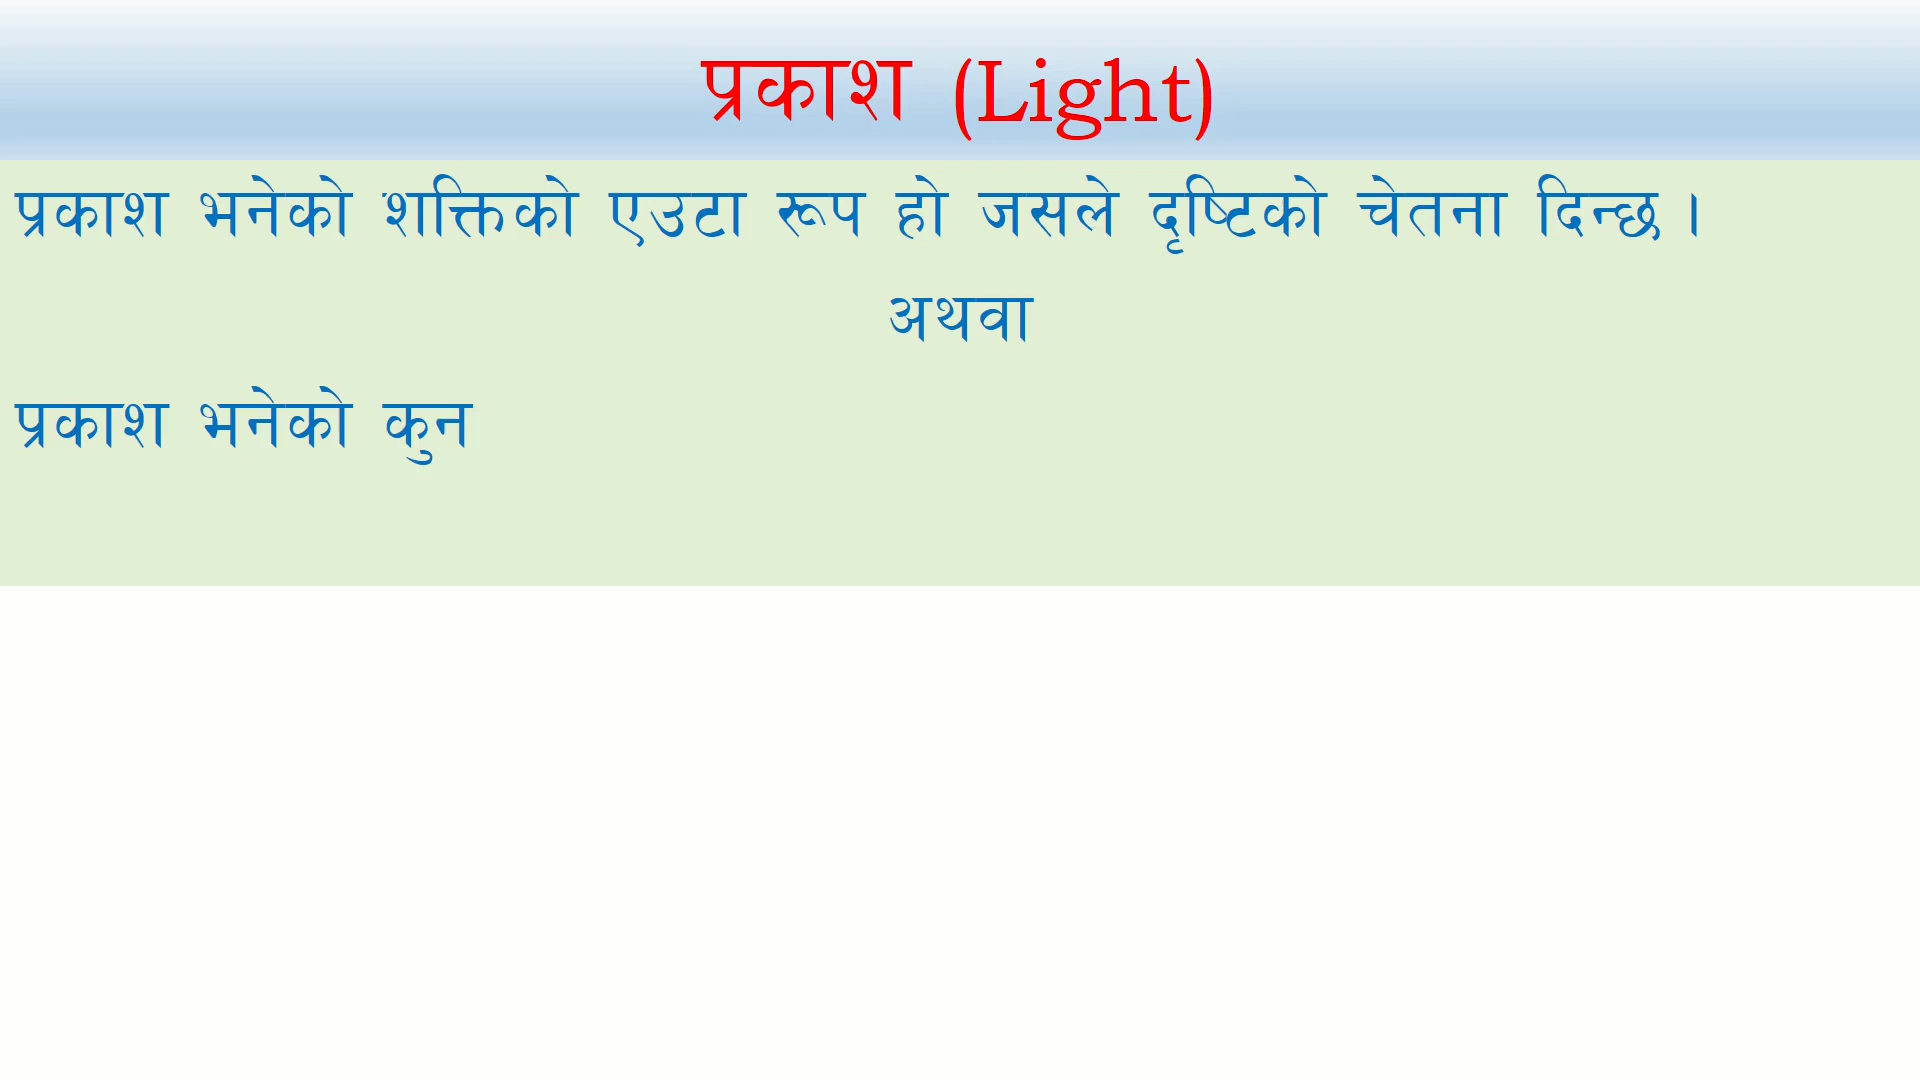 प्रकाश (Light)
प्रकाश भनेको शक्तिको एउटा रूप हो जसले दृष्टिको चेतना दिन्छ ।
अथवा
प्रकाश भनेको कुन